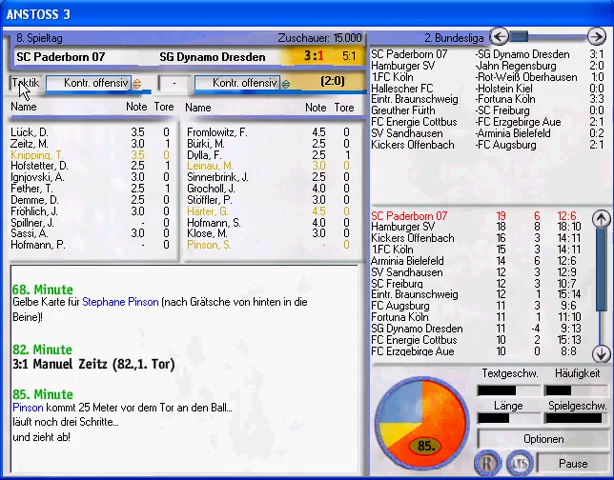 ANSTOSS 3
8. Spieltag Zuschauer: 15.000
SC Paderborn 07 SG Dynamo Dresden 3:1 5:1
Taktik Kontr. offensiv - Kontr. offensiv (2:0)
Name Note Tore Name Note Tore
Lück, D. 3.5 0 Fromlowitz, F. 4.5 0
Zeitz, M. 3.0 1 Bürki, M. 2.5 0
Knipping, T. 3.5 0 Dylla, F. 2.5 1
Hofstetter, D. 2.5 1 Leinau, M. 3.0 0
Ignjovski, A. 3.0 0 Sinnerbrink, J. 2.5 0
Fether, T. 2.5 1 Grocholl, J. 4.0 0
Demme, D. 2.5 0 Stöffler, P. 3.0 0
Fröhlich, J. 3.0 0 Härter, G. 4.5 0
Spillner, J. - 0 Hofmann, S. 4.0 0
Sassi, A. 3.0 0 Klose, M. 3.0 0
Hofmann, P. - 0 Pinson, S. - 0
68. Minute
Gelbe Karte für Stephane Pinson (nach Grätsche von hinten in die
Beine)!
82. Minute
3:1 Manuel Zeitz (82.,1. Tor)
85. Minute
Pinson kommt 25 Meter vor dem Tor an den Ball...
läuft noch drei Schritte...
und zieht ab!
2. Bundesliga
SC Paderborn 07 -SG Dynamo Dresden 3:1
Hamburger SV -Jahn Regensburg 2:0
1.FC Köln -Rot-Weiß Oberhausen 1:0
Hallescher FC -Holstein Kiel 0:0
Eintr. Braunschweig -Fortuna Köln 3:3
Greuther Fürth -SC Freiburg 0:0
FC Energie Cottbus -FC Erzgebirge Aue 2:1
SV Sandhausen -Arminia Bielefeld 0:2
Kickers Offenbach -FC Augsburg 2:1
SC Paderborn 07 19 6 12:6
Hamburger SV 18 8 18:10
Kickers Offenbach 16 3 14:11
1.FC Köln 15 3 14:11
Arminia Bielefeld 14 6 12:6
SV Sandhausen 12 3 12:9
SC Freiburg 12 3 10:7
Eintr. Braunschweig 12 1 15:14
FC Augsburg 11 3 9:6
Fortuna Köln 11 3 9:6
SG Dynamo Dresden 11 -4 9:13
FC Energie Cottbus 10 2 15:13
FC Erzgebirge Aue 10 0 8:8
Textgeschw. Häufigkeit
Länge Spielgeschw.
85.
Optionen
R Pause